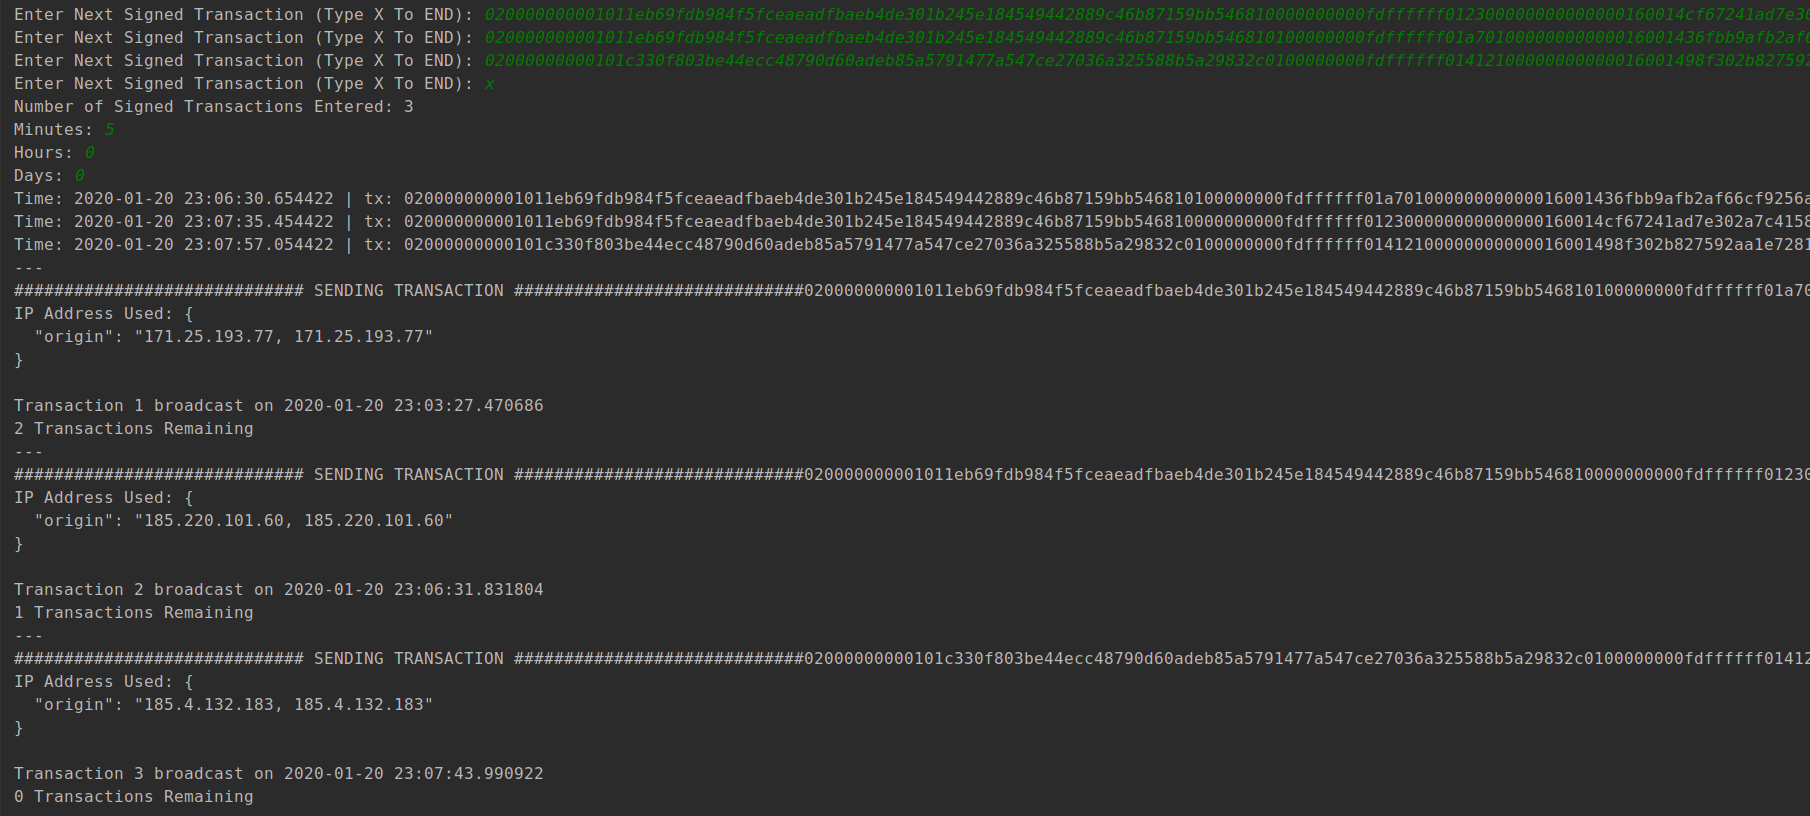 Enter Next Signed Transaction (Type X To END): 020000000001011eb69fdb984f5fceaeadfbaeb4de301b245e184549442889c46b87159bb546810000000000fdffffff0123000000000000000160014cf67241ad7e30
Enter Next Signed Transaction (Type X To END): 020000000001011eb69fdb984f5fceaeadfbaeb4de301b245e184549442889c46b87159bb546810100000000fdffffff01a70100000000000016001436fbb9afb2af6
Enter Next Signed Transaction (Type X To END): 02000000000101c330f803be44ecc48790d60adeb85a5791477a547ce27036a325588b5a29832c0100000000fdffffff01412100000000000016001498f302b827592
Enter Next Signed Transaction (Type X To END): x
Number of Signed Transactions Entered: 3
Minutes: 5
Hours: 0
Days: 0
Time: 2020-01-20 23:06:30.654422 | tx: 020000000001011eb69fdb984f5fceaeadfbaeb4de301b245e184549442889c46b87159bb546810100000000fdffffff01a70100000000000016001436fbb9afb2af66cf9256a
Time: 2020-01-20 23:07:35.454422 | tx: 020000000001011eb69fdb984f5fceaeadfbaeb4de301b245e184549442889c46b87159bb546810000000000fdffffff012300000000000000160014cf67241ad7e302a7c4158
Time: 2020-01-20 23:07:57.054422 | tx: 02000000000101c330f803be44ecc48790d60adeb85a5791477a547ce27036a325588b5a29832c0100000000fdffffff01412100000000000016001498f302b827592aa1e7281
---
############################# SENDING TRANSACTION #############################020000000001011eb69fdb984f5fceaeadfbaeb4de301b245e184549442889c46b87159bb546810100000000fdffffff01a70
IP Address Used: {
"origin": "171.25.193.77, 171.25.193.77"
}
Transaction 1 broadcast on 2020-01-20 23:03:27.470686
2 Transactions Remaining
---
############################# SENDING TRANSACTION #############################020000000001011eb69fdb984f5fceaeadfbaeb4de301b245e184549442889c46b87159bb546810000000000fdffffff01230
IP Address Used: {
"origin": "185.220.101.60, 185.220.101.60"
}
Transaction 2 broadcast on 2020-01-20 23:06:31.831804
1 Transactions Remaining
---
############################# SENDING TRANSACTION #############################02000000000101c330f803be44ecc48790d60adeb85a5791477a547ce27036a325588b5a29832c0100000000fdffffff01412
IP Address Used: {
"origin": "185.4.132.183, 185.4.132.183"
}
Transaction 3 broadcast on 2020-01-20 23:07:43.990922
0 Transactions Remaining